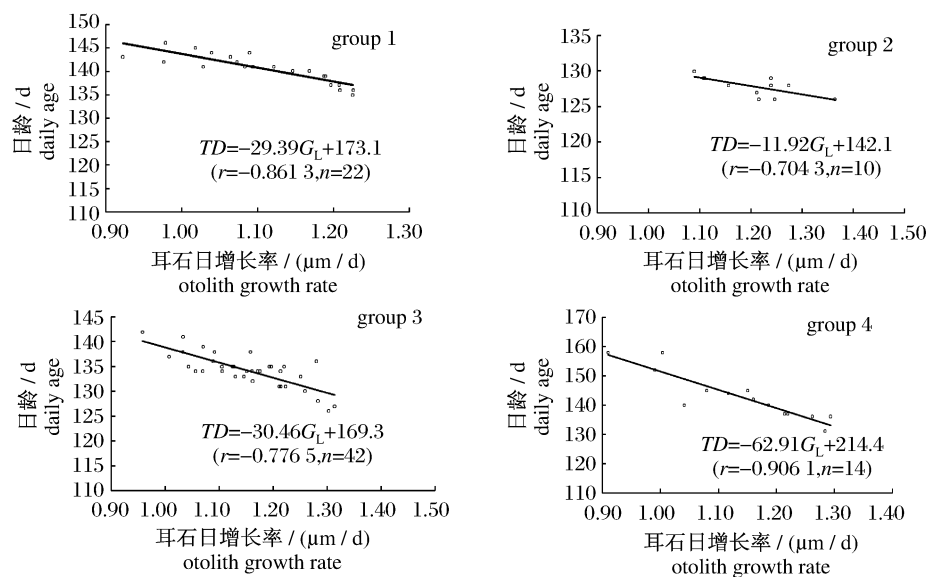 group 1
150
145
140
135
130
125
120
115
110
日龄 / d
daily age
TD=−29.39GL+173.1
(r=−0.861 3,n=22)
0.90 1.00 1.10 1.20 1.30
耳石日增长率 / (μm / d)
otolith growth rate
group 2
135
130
125
120
115
110
日龄 / d
daily age
TD=−11.92GL+142.1
(r=−0.704 3,n=10)
0.90 1.00 1.10 1.20 1.30 1.40 1.50
耳石日增长率 / (μm / d)
otolith growth rate
group 3
145
140
135
130
125
120
115
110
日龄 / d
daily age
TD=−30.46GL+169.3
(r=−0.776 5,n=42)
0.90 1.00 1.10 1.20 1.30 1.40 1.50
耳石日增长率 / (μm / d)
otolith growth rate
group 4
170
160
150
140
130
120
110
日龄 / d
daily age
TD=−62.91GL+214.4
(r=−0.906 1,n=14)
0.90 1.00 1.10 1.20 1.30 1.40
耳石日增长率 / (μm / d)
otolith growth rate